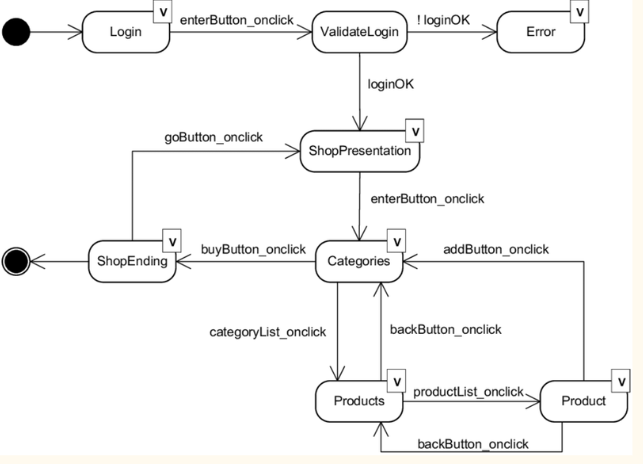 V
V
Login
enterButton_onclick
ValidateLogin
! loginOK
Error
loginOK
V
goButton_onclick
ShopPresentation
enterButton_onclick
V
V
ShopEnding
buyButton_onclick
Categories
addButton_onclick
categoryList_onclick
backButton_onclick
V
V
Products
productList_onclick
Product
backButton_onclick